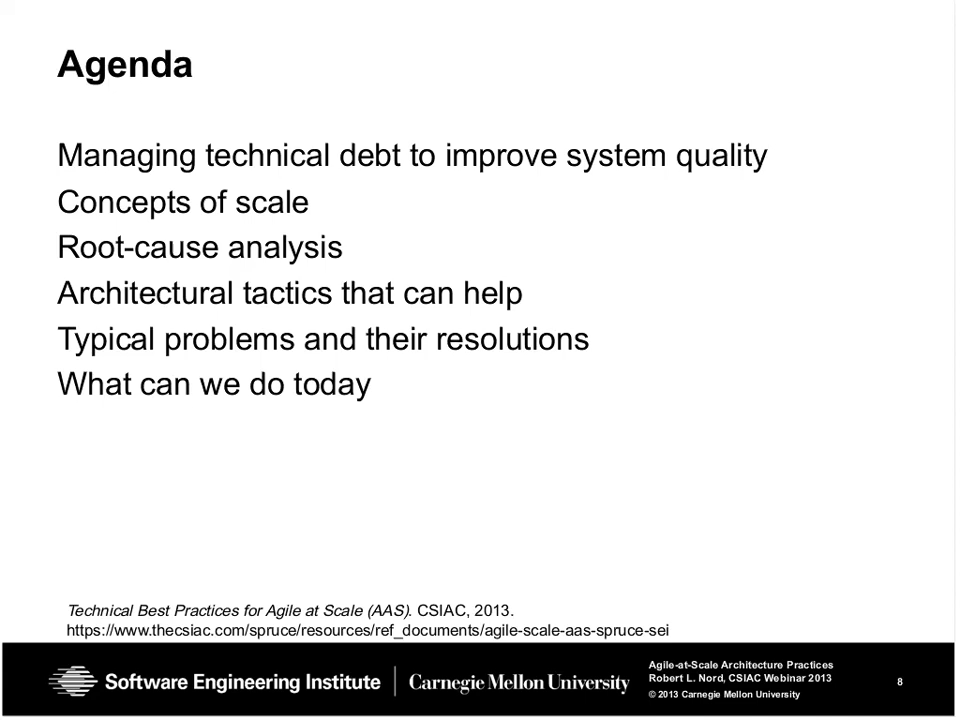 Agenda
Managing technical debt to improve system quality
Concepts of scale
Root-cause analysis
Architectural tactics that can help
Typical problems and their resolutions
What can we do today
Technical Best Practices for Agile at Scale (AAS). CSIAC, 2013.
https://www.thecsiac.com/spruce/resources/ref_documents/agile-scale-aas-spruce-sei
Software Engineering Institute
Carnegie Mellon University
Agile-at-Scale Architecture Practices
Robert L. Nord, CSIAC Webinar 2013
© 2013 Carnegie Mellon University
8